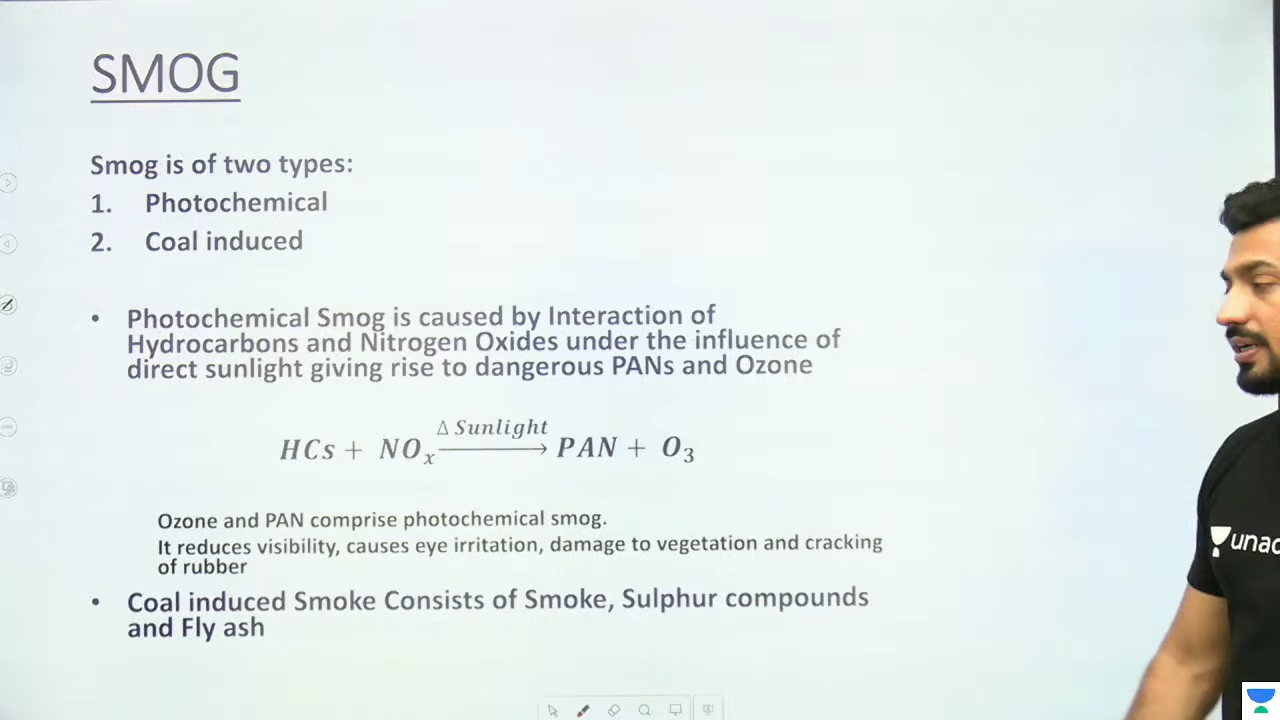 SMOG
Smog is of two types:
1. Photochemical
2. Coal induced
• Photochemical Smog is caused by Interaction of
Hydrocarbons and Nitrogen Oxides under the influence of
direct sunlight giving rise to dangerous PANs and Ozone
Δ Sunlight
HCs + NOₓ ⟶ PAN + O₃
Ozone and PAN comprise photochemical smog.
It reduces visibility, causes eye irritation, damage to vegetation and cracking
of rubber
• Coal induced Smoke Consists of Smoke, Sulphur compounds
and Fly ash
unac